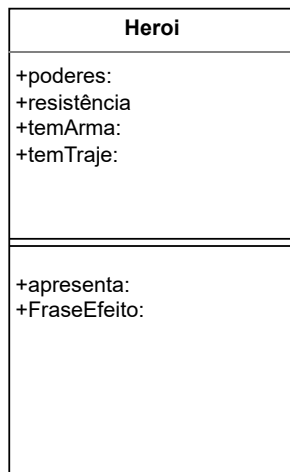 Heroi
+poderes:
+resistência
+temArma:
+temTraje:
+apresenta:
+FraseEfeito: